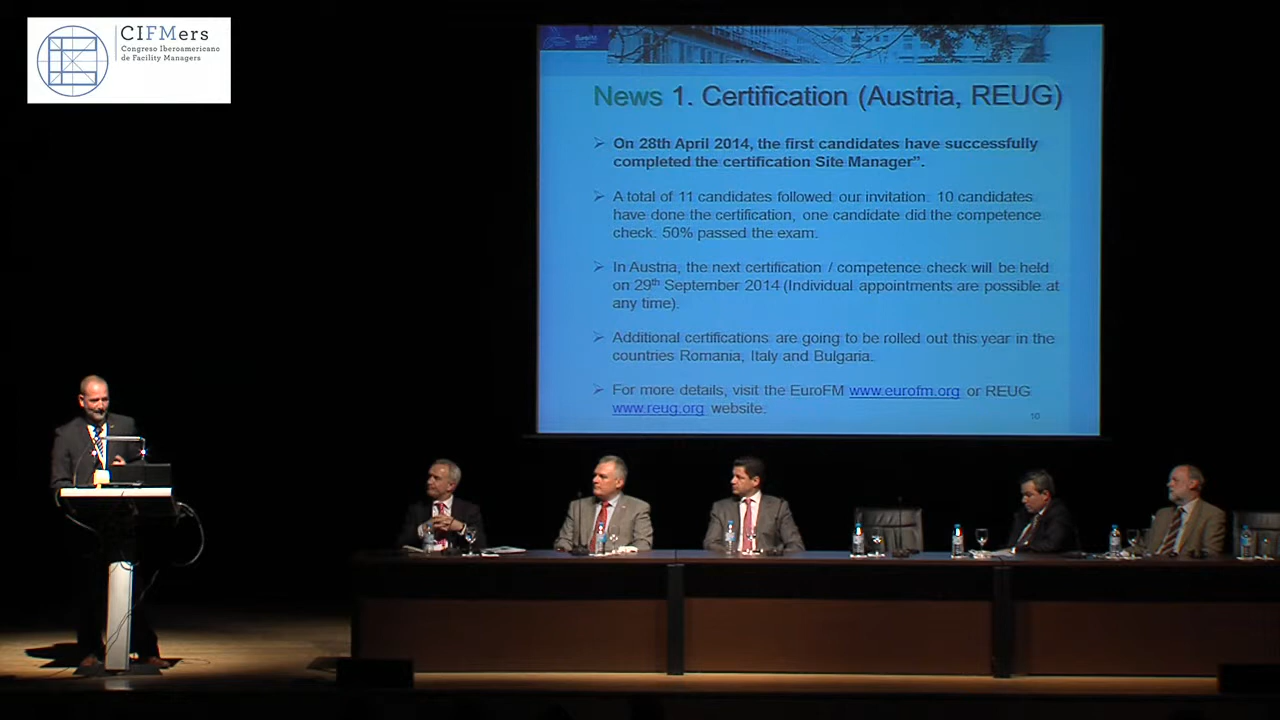 CIFMers
Congreso Iberoamericano
de Facility Managers
EuroFM
News 1. Certification (Austria, REUG)
On 28th April 2014, the first candidates have successfully
completed the certification Site Manager”.
A total of 11 candidates followed our invitation. 10 candidates
have done the certification, one candidate did the competence
check. 50% passed the exam.
In Austria, the next certification / competence check will be held
on 29th September 2014 (Individual appointments are possible at
any time).
Additional certifications are going to be rolled out this year in the
countries Romania, Italy and Bulgaria.
For more details, visit the EuroFM www.eurofm.org or REUG
www.reug.org website.
10